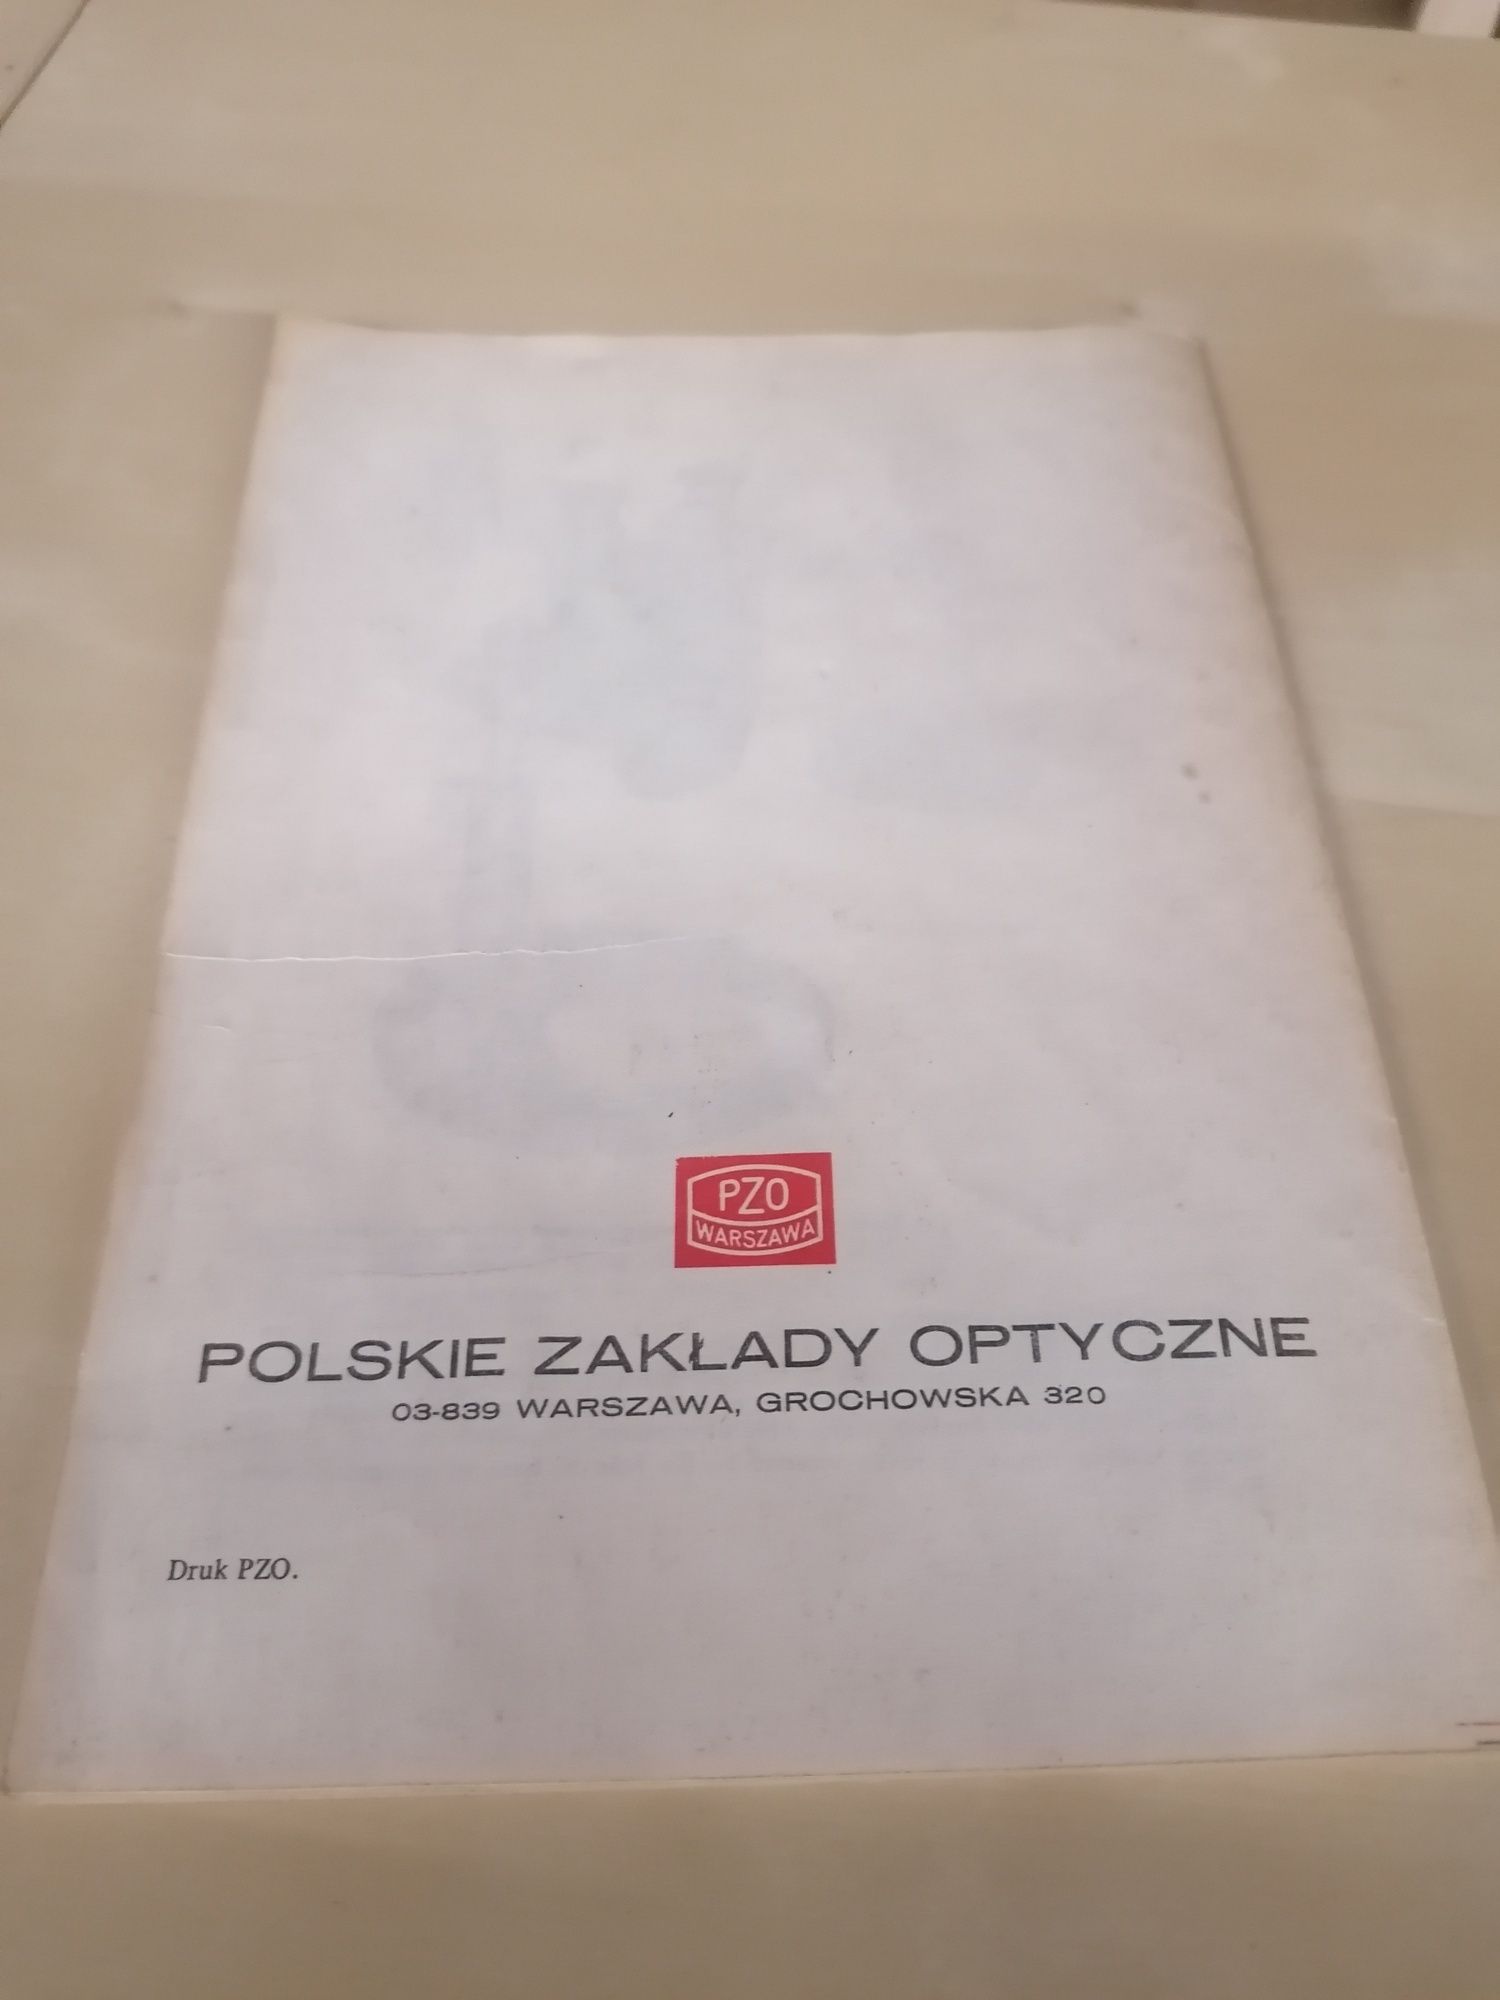 PZO
WARSZAWA
POLSKIE ZAKŁADY OPTYCZNE
03-839 WARSZAWA, GROCHOWSKA 320
Druk PZO.